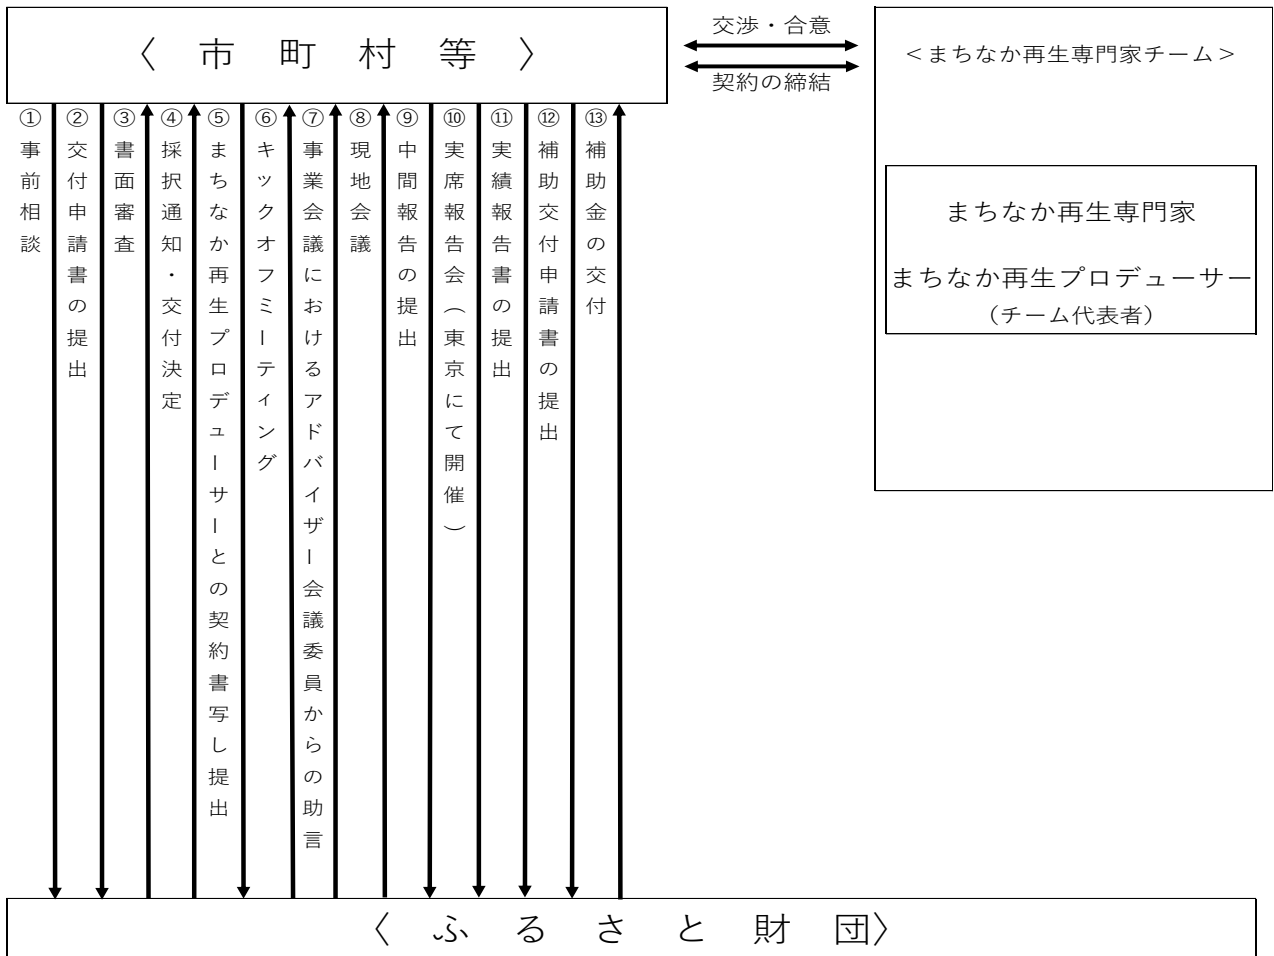 〈 市 町 村 等 〉
交渉・合意
契約の締結
＜まちなか再生専門家チーム＞
まちなか再生専門家
まちなか再生プロデューサー
（チーム代表者）
①事前相談
②交付申請書の提出
③書面審査
④採択通知・交付決定
⑤まちなか再生プロデューサーとの契約書写し提出
⑥キックオフミーティング
⑦事業会議におけるアドバイザー会議委員からの助言
⑧現地会議
⑨中間報告の提出
⑩実席報告会（東京にて開催）
⑪実績報告書の提出
⑫補助交付申請書の提出
⑬補助金の交付
〈 ふ る さ と 財 団〉